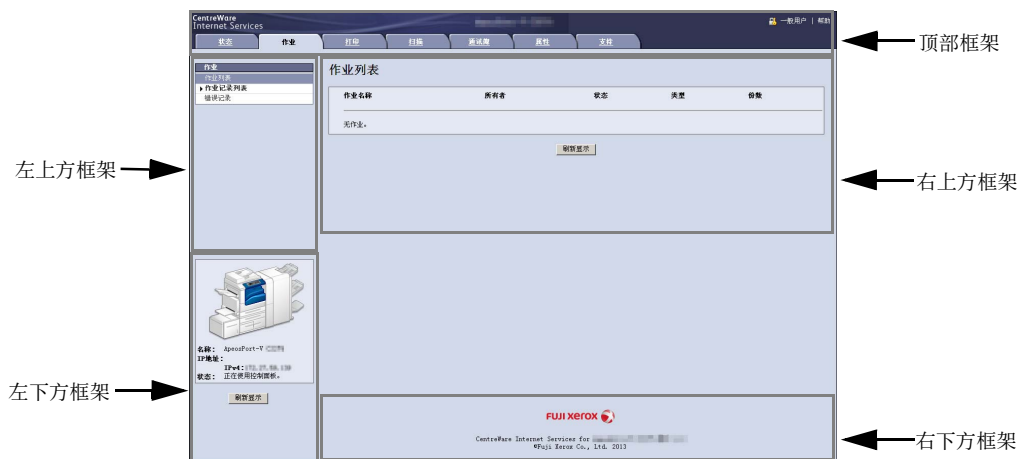 CentreWare
Internet Services
一般用户 | 帮助
状态 作业 打印 扫描 通讯簿 属性 支持
顶部框架
作业
作业列表
作业记录列表
错误记录
作业列表
作业名称 所有者 状态 类型 份数
无作业。
刷新显示
左上方框架
右上方框架
名称: ApeosPort-V
IP地址:
IPv4:
状态: 正在使用控制面板。
刷新显示
左下方框架
FUJI XEROX
CentreWare Internet Services for
©Fuji Xerox Co., Ltd. 2013
右下方框架